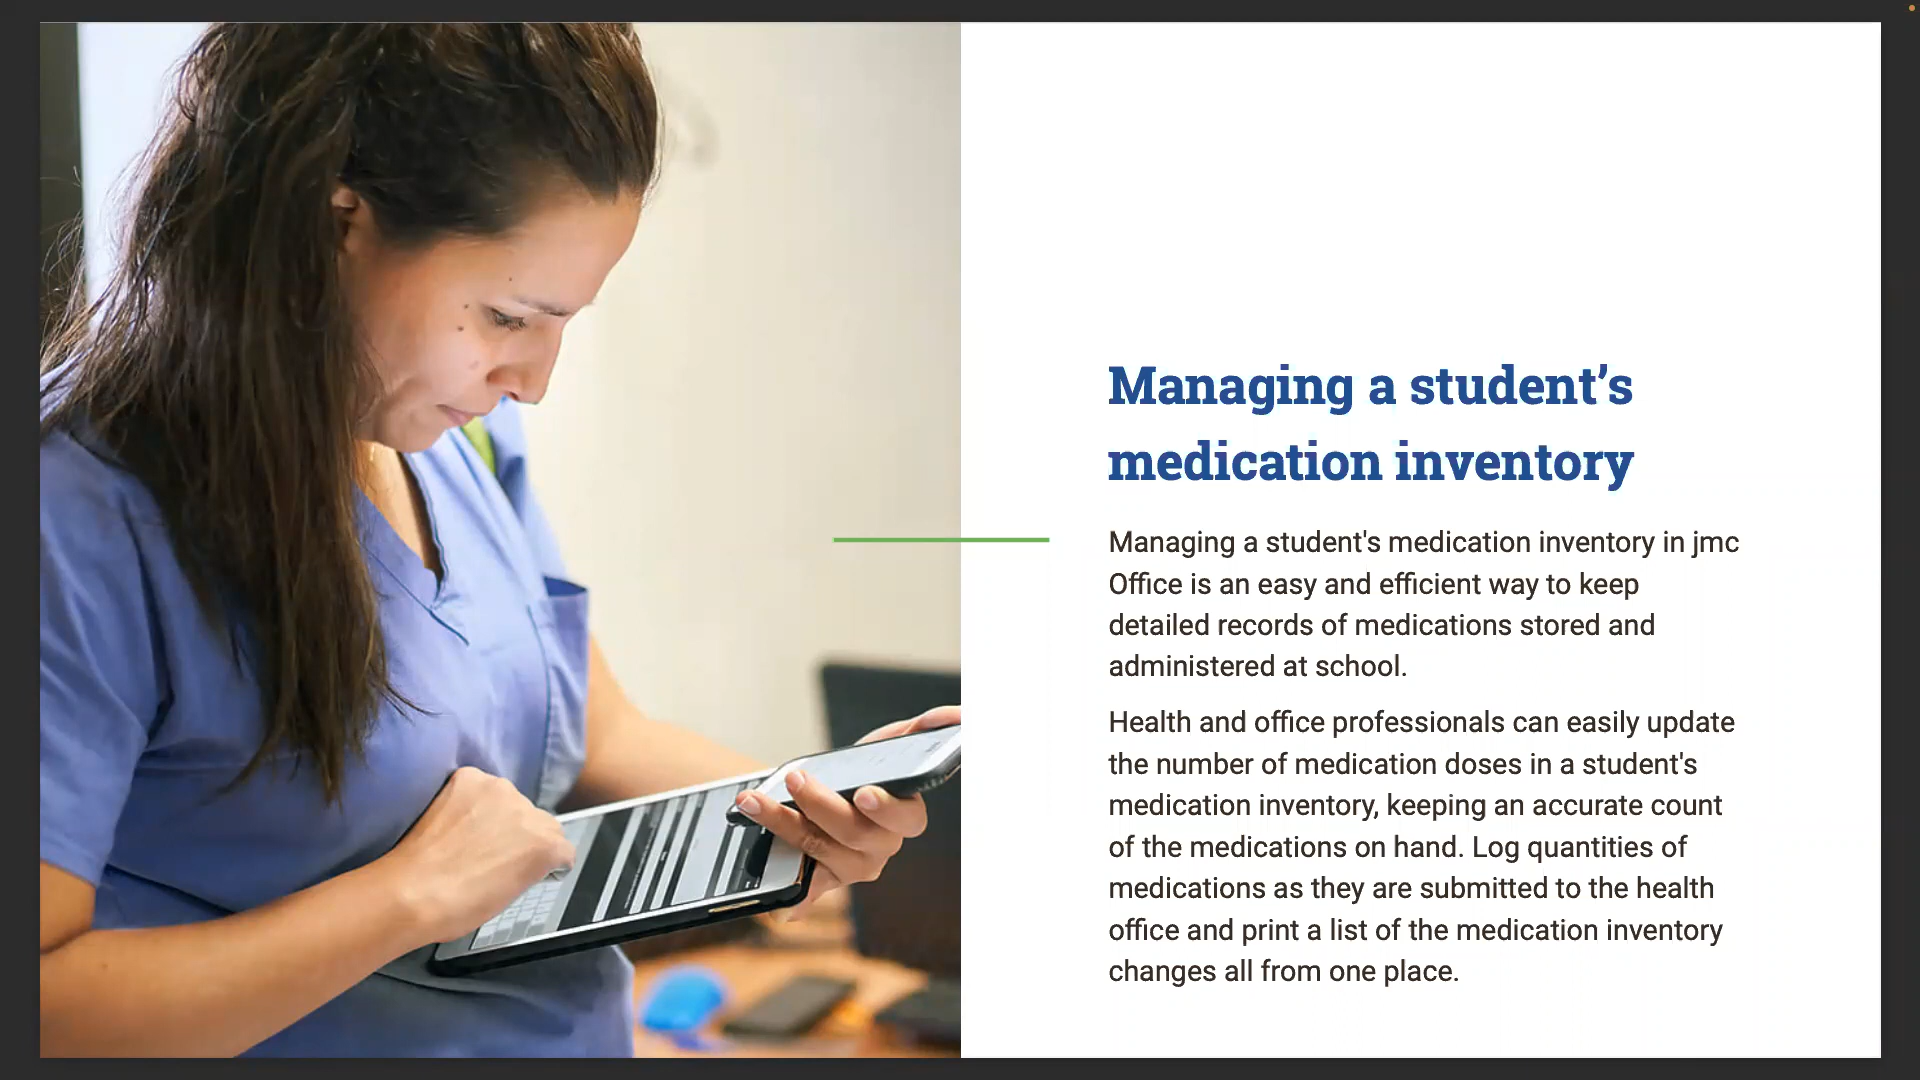 Managing a student’s
medication inventory
Managing a student's medication inventory in jmc
Office is an easy and efficient way to keep
detailed records of medications stored and
administered at school.
Health and office professionals can easily update
the number of medication doses in a student's
medication inventory, keeping an accurate count
of the medications on hand. Log quantities of
medications as they are submitted to the health
office and print a list of the medication inventory
changes all from one place.